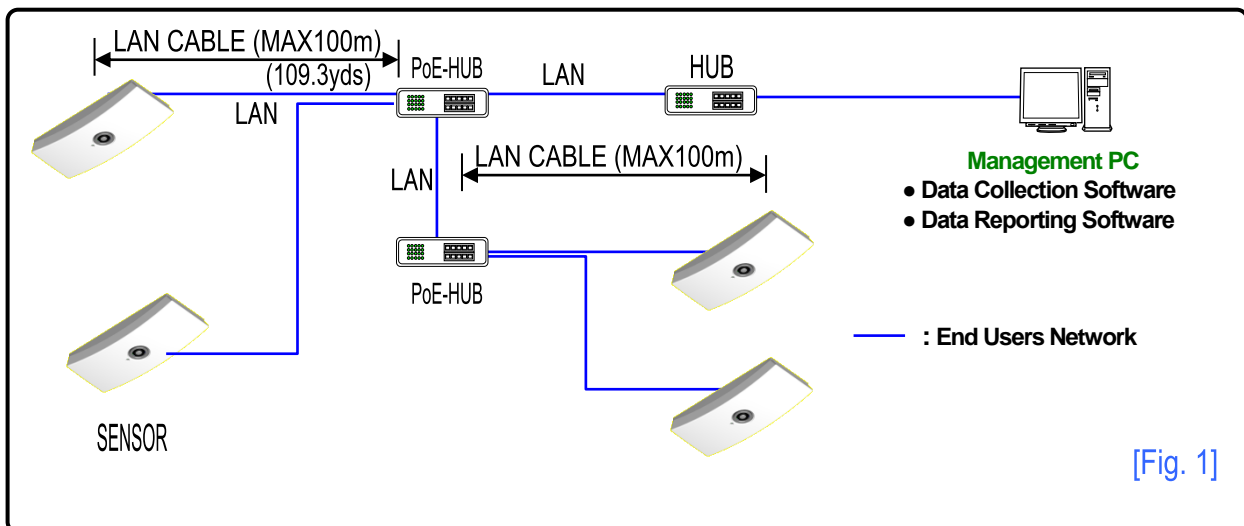 LAN CABLE (MAX100m)
(109.3yds)
PoE-HUB
LAN
HUB
LAN
LAN CABLE (MAX100m)
LAN
Management PC
● Data Collection Software
● Data Reporting Software
PoE-HUB
: End Users Network
SENSOR
[Fig. 1]